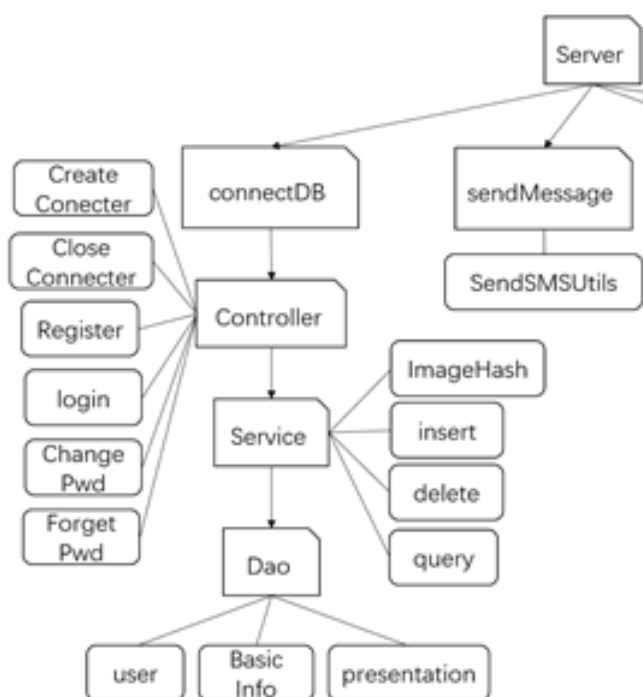 Server
connectDB
sendMessage
Create
Conecter
Close
Connecter
SendSMSUtils
Controller
Register
ImageHash
login
Service
insert
Change
Pwd
delete
Forget
Pwd
query
Dao
user
Basic
Info
presentation